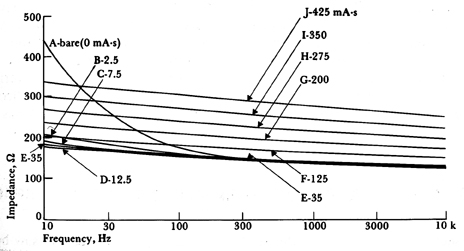 J-425 mA·s
I-350
H-275
G-200
500
A-bare(0 mA·s)
400
B-2.5
C-7.5
300
200
E-35
D-12.5
F-125
E-35
100
0
Impedance, Ω
10 30 100 300 1000 3000 10 k
Frequency, Hz